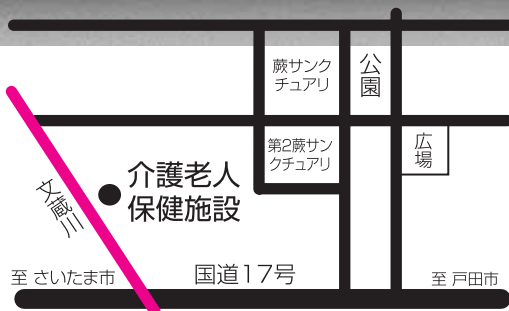 蕨サンク
チュアリ
公園
第2蕨サン
クチュアリ
広場
介護老人
保健施設
文蔵川
至 さいたま市
国道17号
至 戸田市